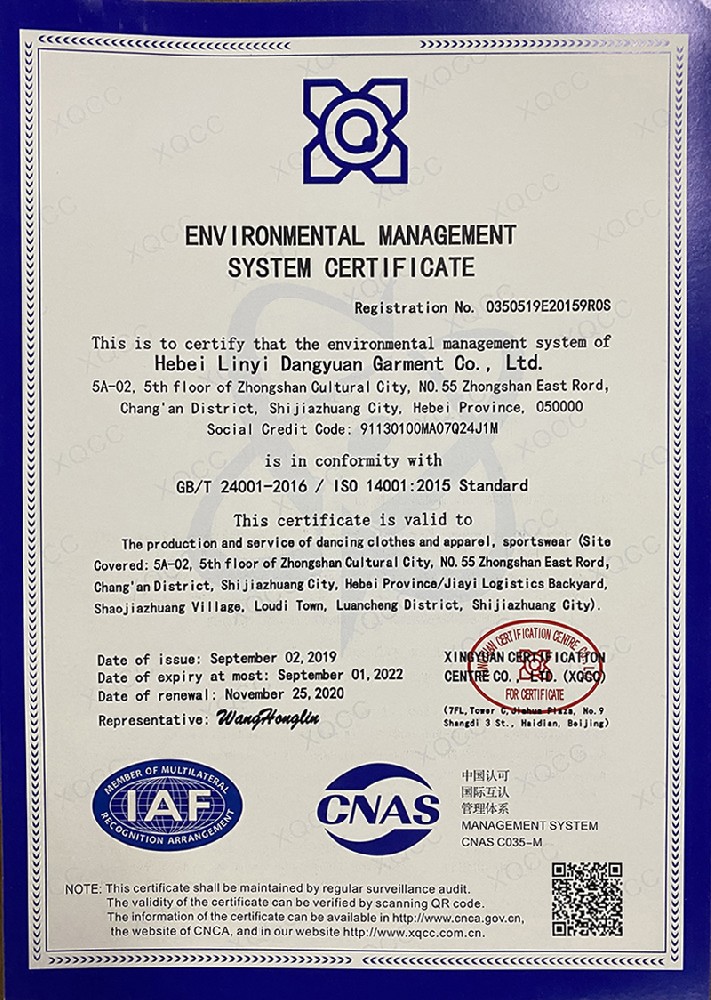 ENVIRONMENTAL MANAGEMENT
SYSTEM CERTIFICATE
Registration No. 0350519E20159R0S
This is to certify that the environmental management system of
Hebei Linyi Dangyuan Garment Co., Ltd.
5A-02, 5th floor of Zhongshan Cultural City, NO.55 Zhongshan East Rord,
Chang'an District, Shijiazhuang City, Hebei Province, 050000
Social Credit Code: 91130100MA07Q24J1M
is in conformity with
GB/T 24001-2016 / ISO 14001:2015 Standard
This certificate is valid to
The production and service of dancing clothes and apparel, sportswear (Site
Covered: 5A-02, 5th floor of Zhongshan Cultural City, NO.55 Zhongshan East Rord,
Chang'an District, Shijiazhuang City, Hebei Province/Jiayi Logistics Backyard,
Shaojiazhuang Village, Loudi Town, Luancheng District, Shijiazhuang City).
Date of issue: September 02,2019
Date of expiry at most: September 01,2022
Date of renewal: November 25,2020
Representative: WangHonglin
XINGYUAN CERTIFICATION
CENTRE CO., LTD. (XQCC)
FOR CERTIFICATE
(7FL, Tower C, Jinhua Plaza, No.9
Shangdi 3 St., Haidian, Beijing)
MEMBER OF MULTILATERAL
IAF
RECOGNITION ARRANGEMENT
CNAS
中国认可
国际互认
管理体系
MANAGEMENT SYSTEM
CNAS C035-M
NOTE: This certificate shall be maintained by regular surveillance audit.
The validity of the certificate can be verified by scanning QR code.
The information of the certificate can be available in http://www.cnca.gov.cn,
the website of CNCA, and in our website http://www.xqcc.com.cn.